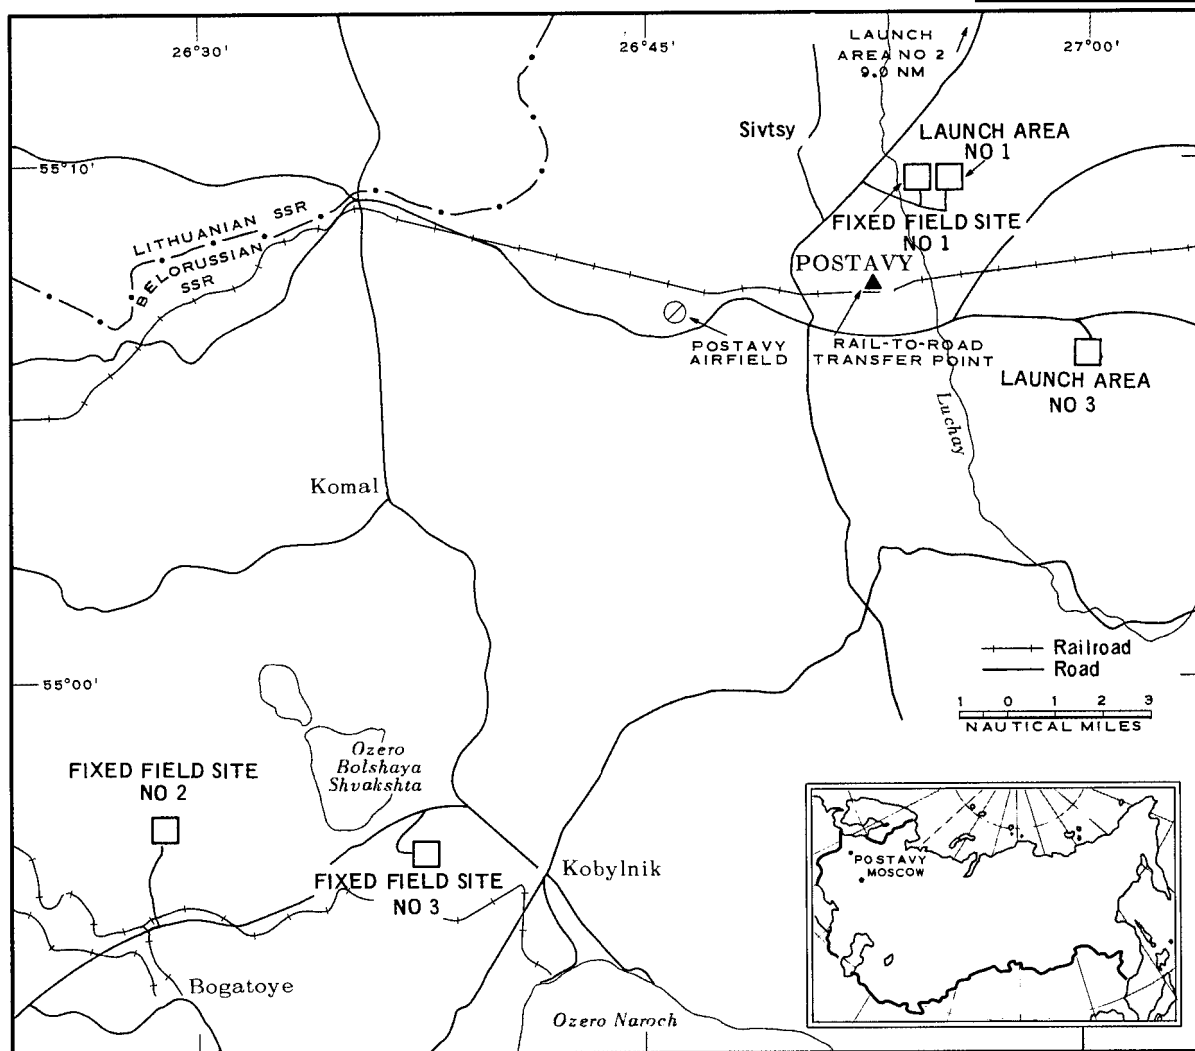 26°30'
26°45'
27°00'
LAUNCH
AREA NO 2
9.0 NM
Sivtsy
LAUNCH AREA
NO 1
55°10'
LITHUANIAN SSR
BELORUSSIAN
SSR
FIXED FIELD SITE
NO 1
POSTAVY
POSTAVY
AIRFIELD
RAIL-TO-ROAD
TRANSFER POINT
LAUNCH AREA
NO 3
Luchay
Komal
Railroad
Road
55°00'
1 0 1 2 3
NAUTICAL MILES
Ozero
Bolshaya
Shvakshta
FIXED FIELD SITE
NO 2
POSTAVY
MOSCOW
Kobylnik
FIXED FIELD SITE
NO 3
Bogatoye
Ozero Naroch